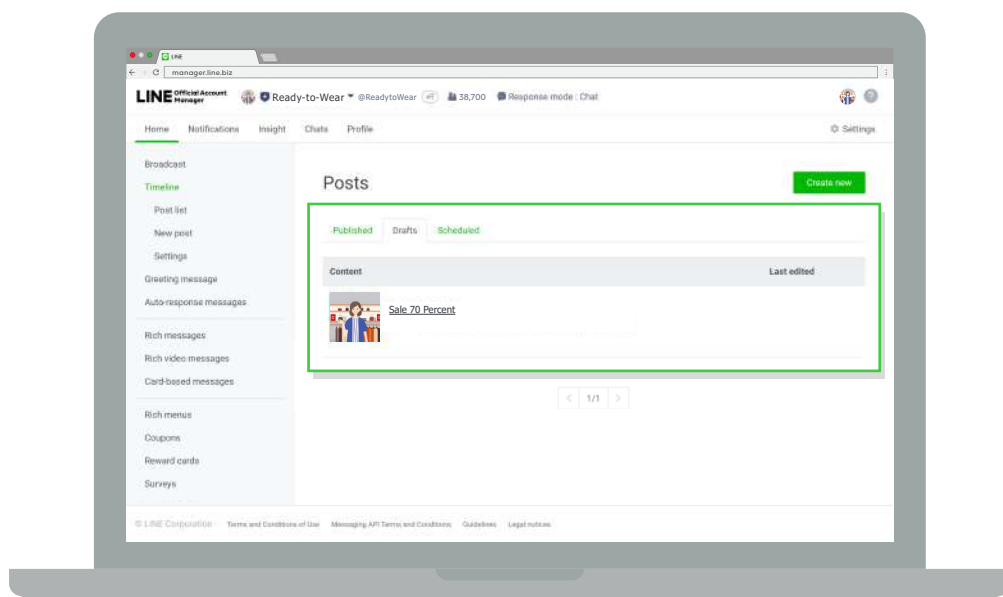 LINE
manager.line.biz
LINE Official Account Manager Ready-to-Wear @ReadytoWear 38,700 Response mode : Chat
Home Notifications Insight Chats Profile Settings
Broadcast
Timeline
Post list
New post
Settings
Greeting message
Auto-response messages
Rich messages
Rich video messages
Card-based messages
Rich menus
Coupons
Reward cards
Surveys
Posts
Create new
Published Drafts Scheduled
Content Last edited
Sale 70 Percent
1/1
© LINE Corporation Terms and Conditions of Use Messaging API Terms and Conditions Guidelines Legal notices